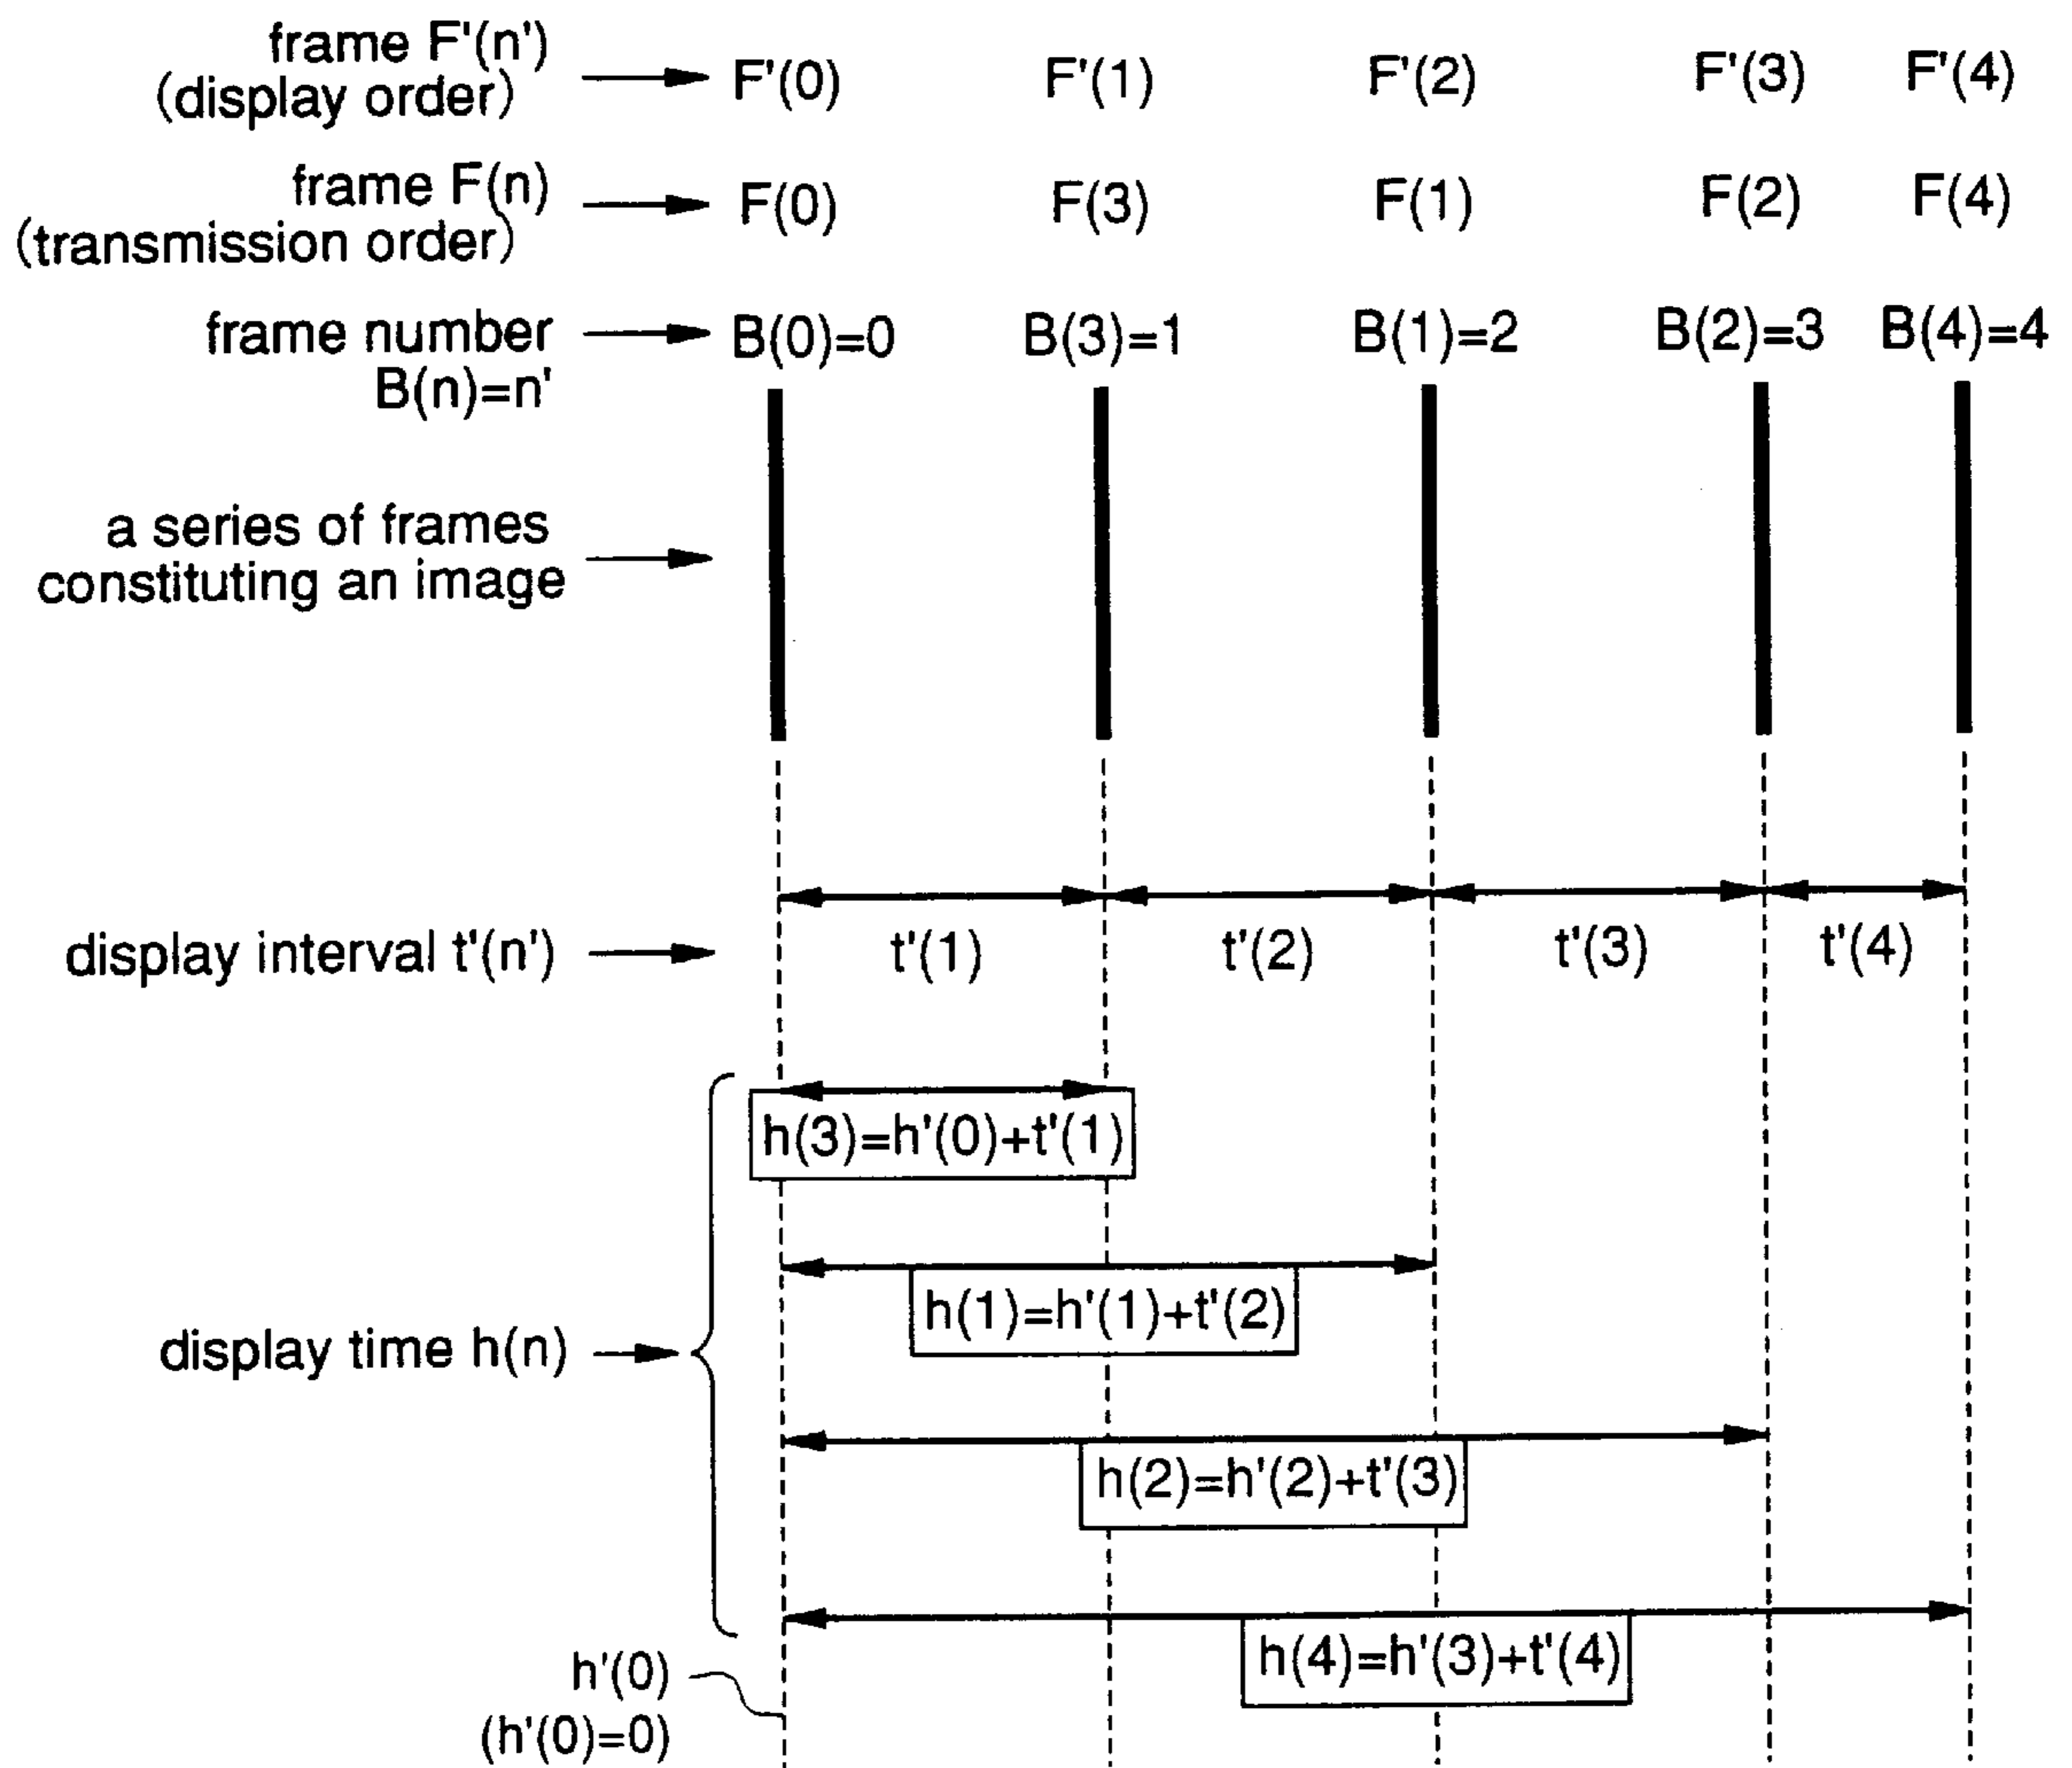 frame F'(n')
(display order)
F'(0) F'(1) F'(2) F'(3) F'(4)
frame F(n)
(transmission order)
F(0) F(3) F(1) F(2) F(4)
frame number
B(n)=n'
B(0)=0 B(3)=1 B(1)=2 B(2)=3 B(4)=4
a series of frames
constituting an image
display interval t'(n')
t'(1) t'(2) t'(3) t'(4)
h(3)=h'(0)+t'(1)
h(1)=h'(1)+t'(2)
display time h(n)
h(2)=h'(2)+t'(3)
h(4)=h'(3)+t'(4)
h'(0)
(h'(0)=0)